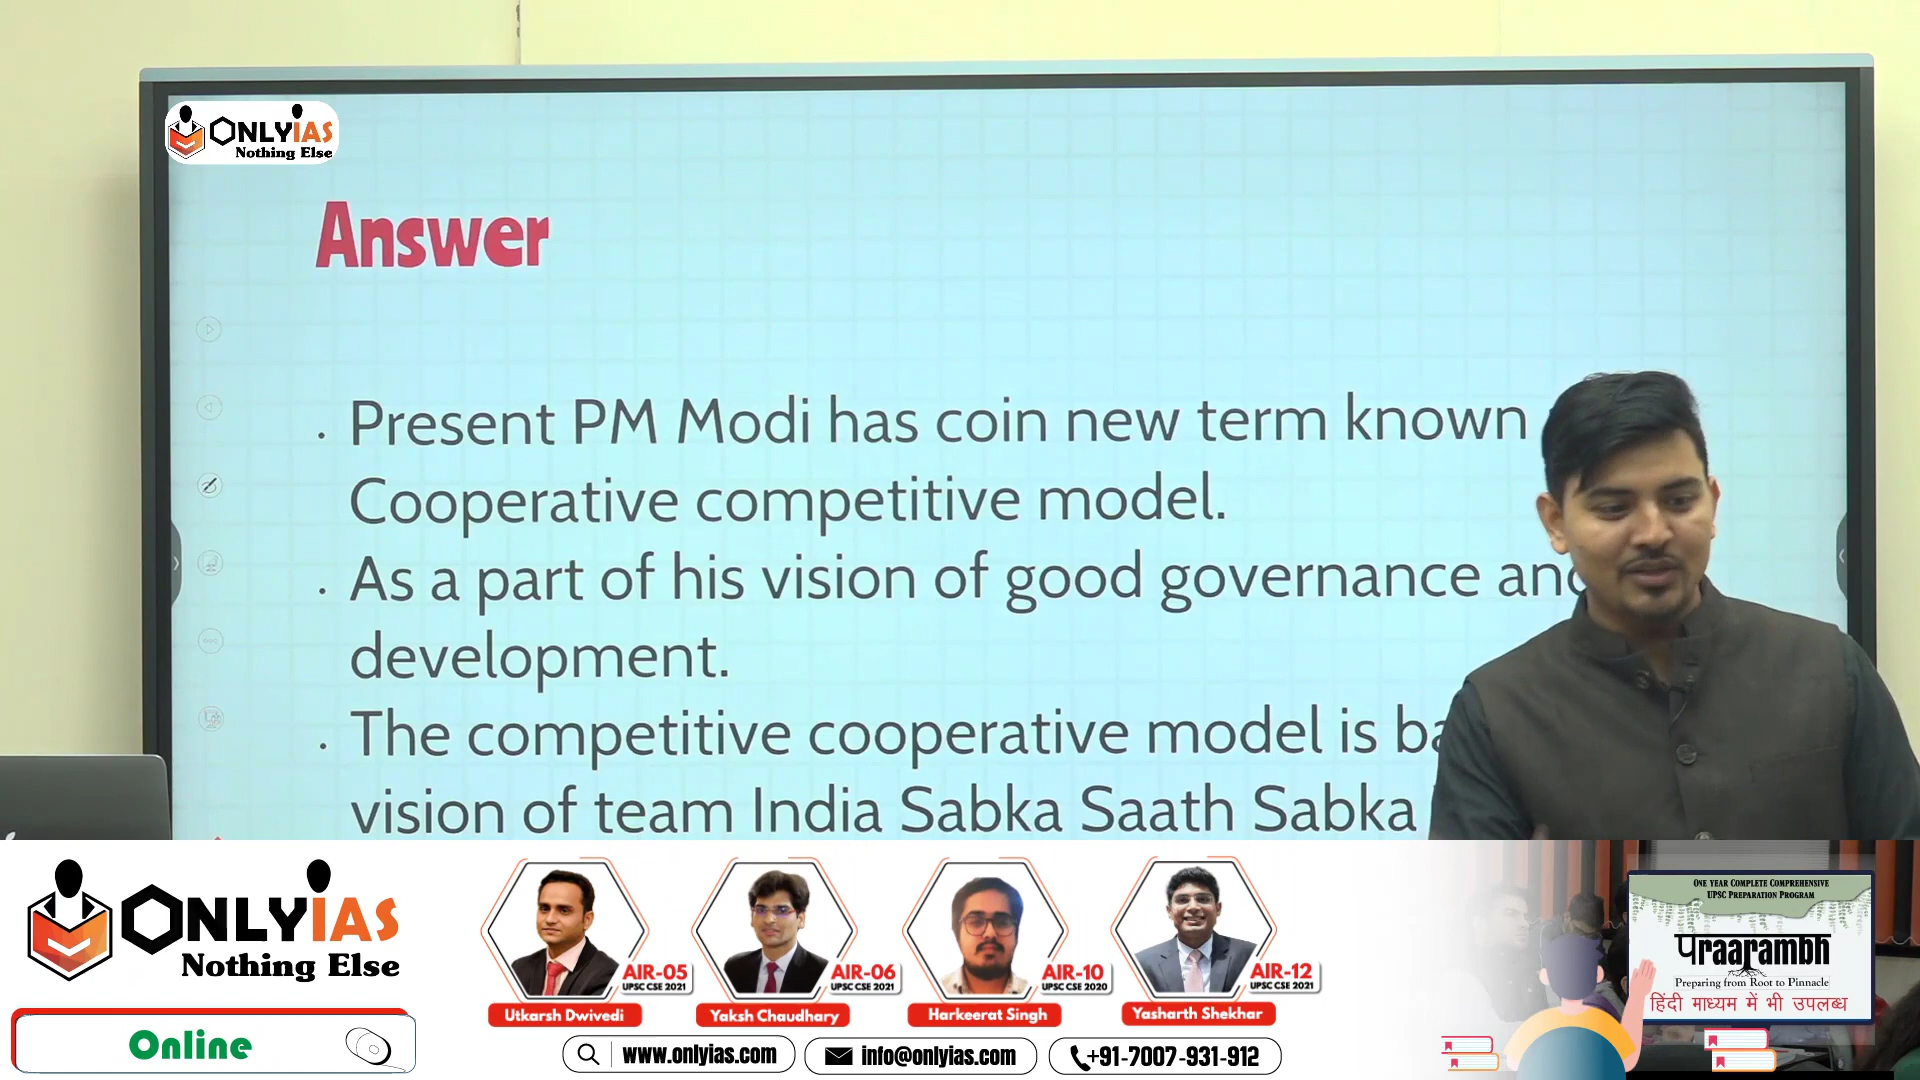 ONLYIAS
Nothing Else
Answer
. Present PM Modi has coin new term known
Cooperative competitive model.
. As a part of his vision of good governance and
development.
. The competitive cooperative model is
vision of team India Sabka Saath Sabka
ONLYIAS
Nothing Else
Online
AIR-05
UPSC CSE 2021
Utkarsh Dwivedi
AIR-06
UPSC CSE 2021
Yaksh Chaudhary
AIR-10
UPSC CSE 2020
Harkeerat Singh
AIR-12
UPSC CSE 2021
Yasharth Shekhar
www.onlyias.com
info@onlyias.com
+91-7007-931-912
ONE YEAR COMPLETE COMPREHENSIVE
UPSC PREPARATION PROGRAM
पraarambh
Preparing from Root to Pinnacle
हिंदी माध्यम में भी उपलब्ध